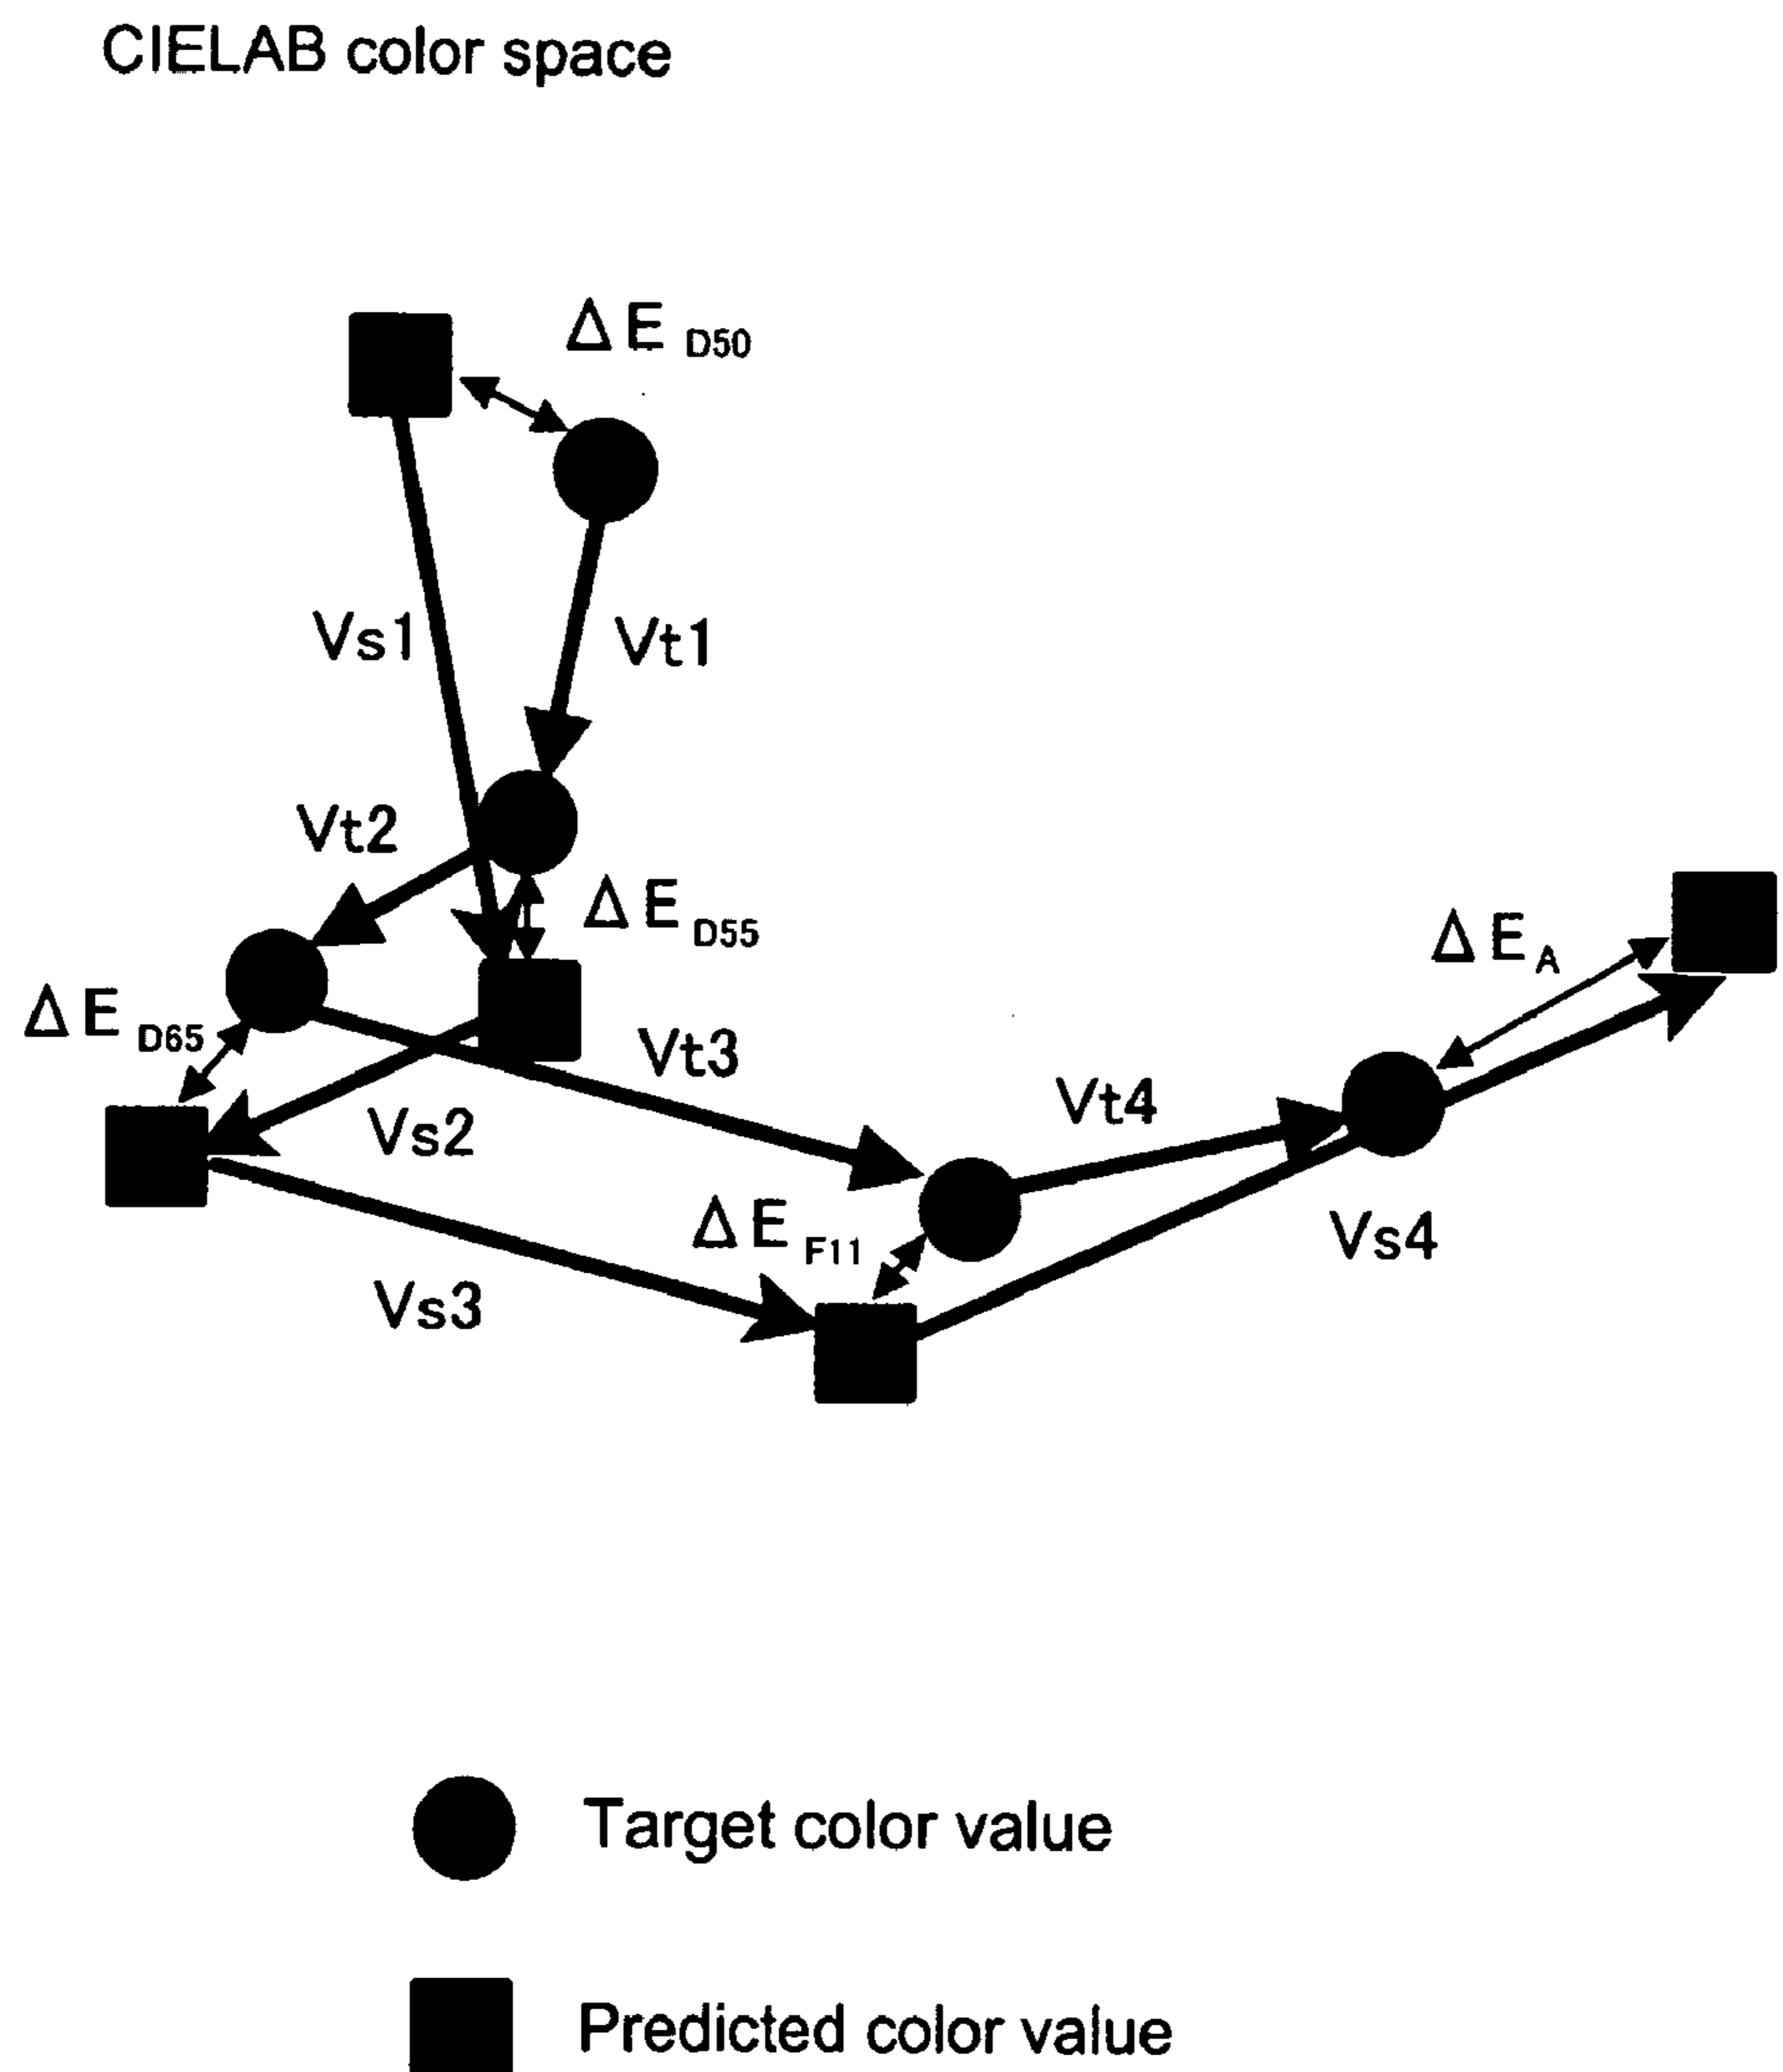 CIELAB color space
ΔE D50
Vs1
Vt1
Vt2
ΔE D55
ΔE A
ΔE D65
Vt3
Vt4
Vs2
ΔE F11
Vs4
Vs3
Target color value
Predicted color value